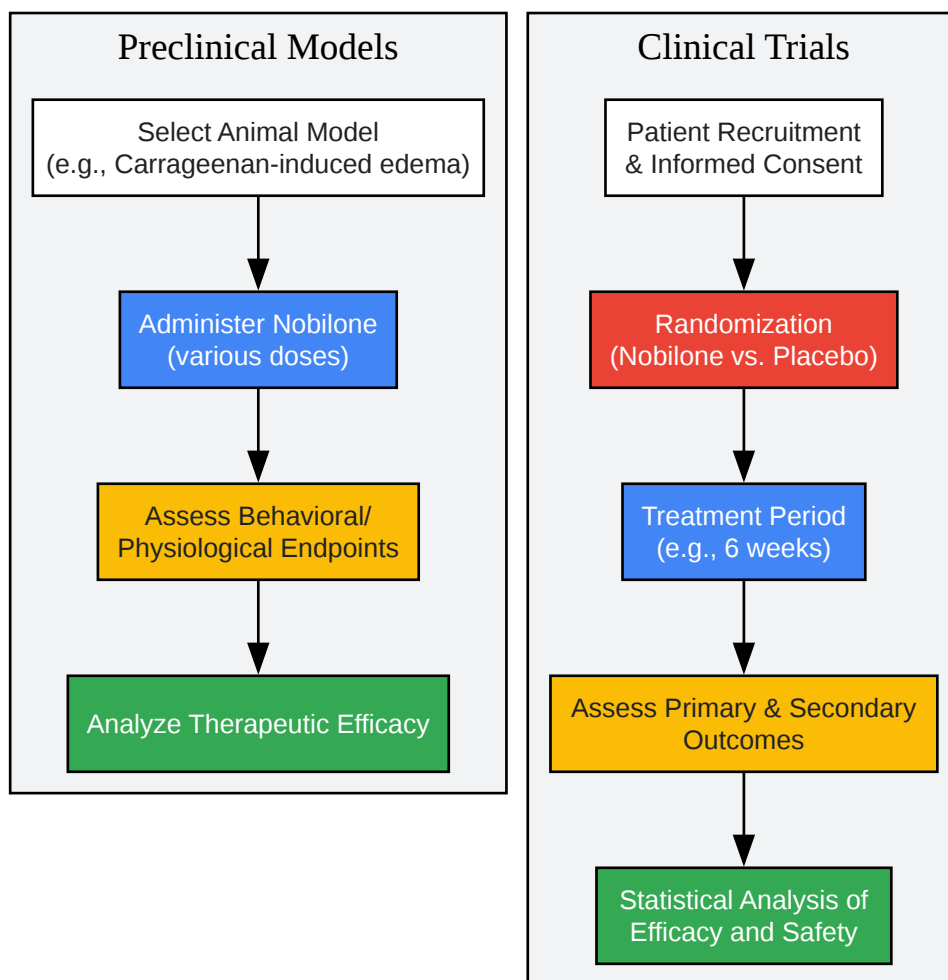 Preclinical Models
Select Animal Model
(e.g., Carrageenan-induced edema)
Administer Nobilone
(various doses)
Assess Behavioral/
Physiological Endpoints
Analyze Therapeutic Efficacy
Clinical Trials
Patient Recruitment
& Informed Consent
Randomization
(Nobilone vs. Placebo)
Treatment Period
(e.g., 6 weeks)
Assess Primary & Secondary
Outcomes
Statistical Analysis of
Efficacy and Safety